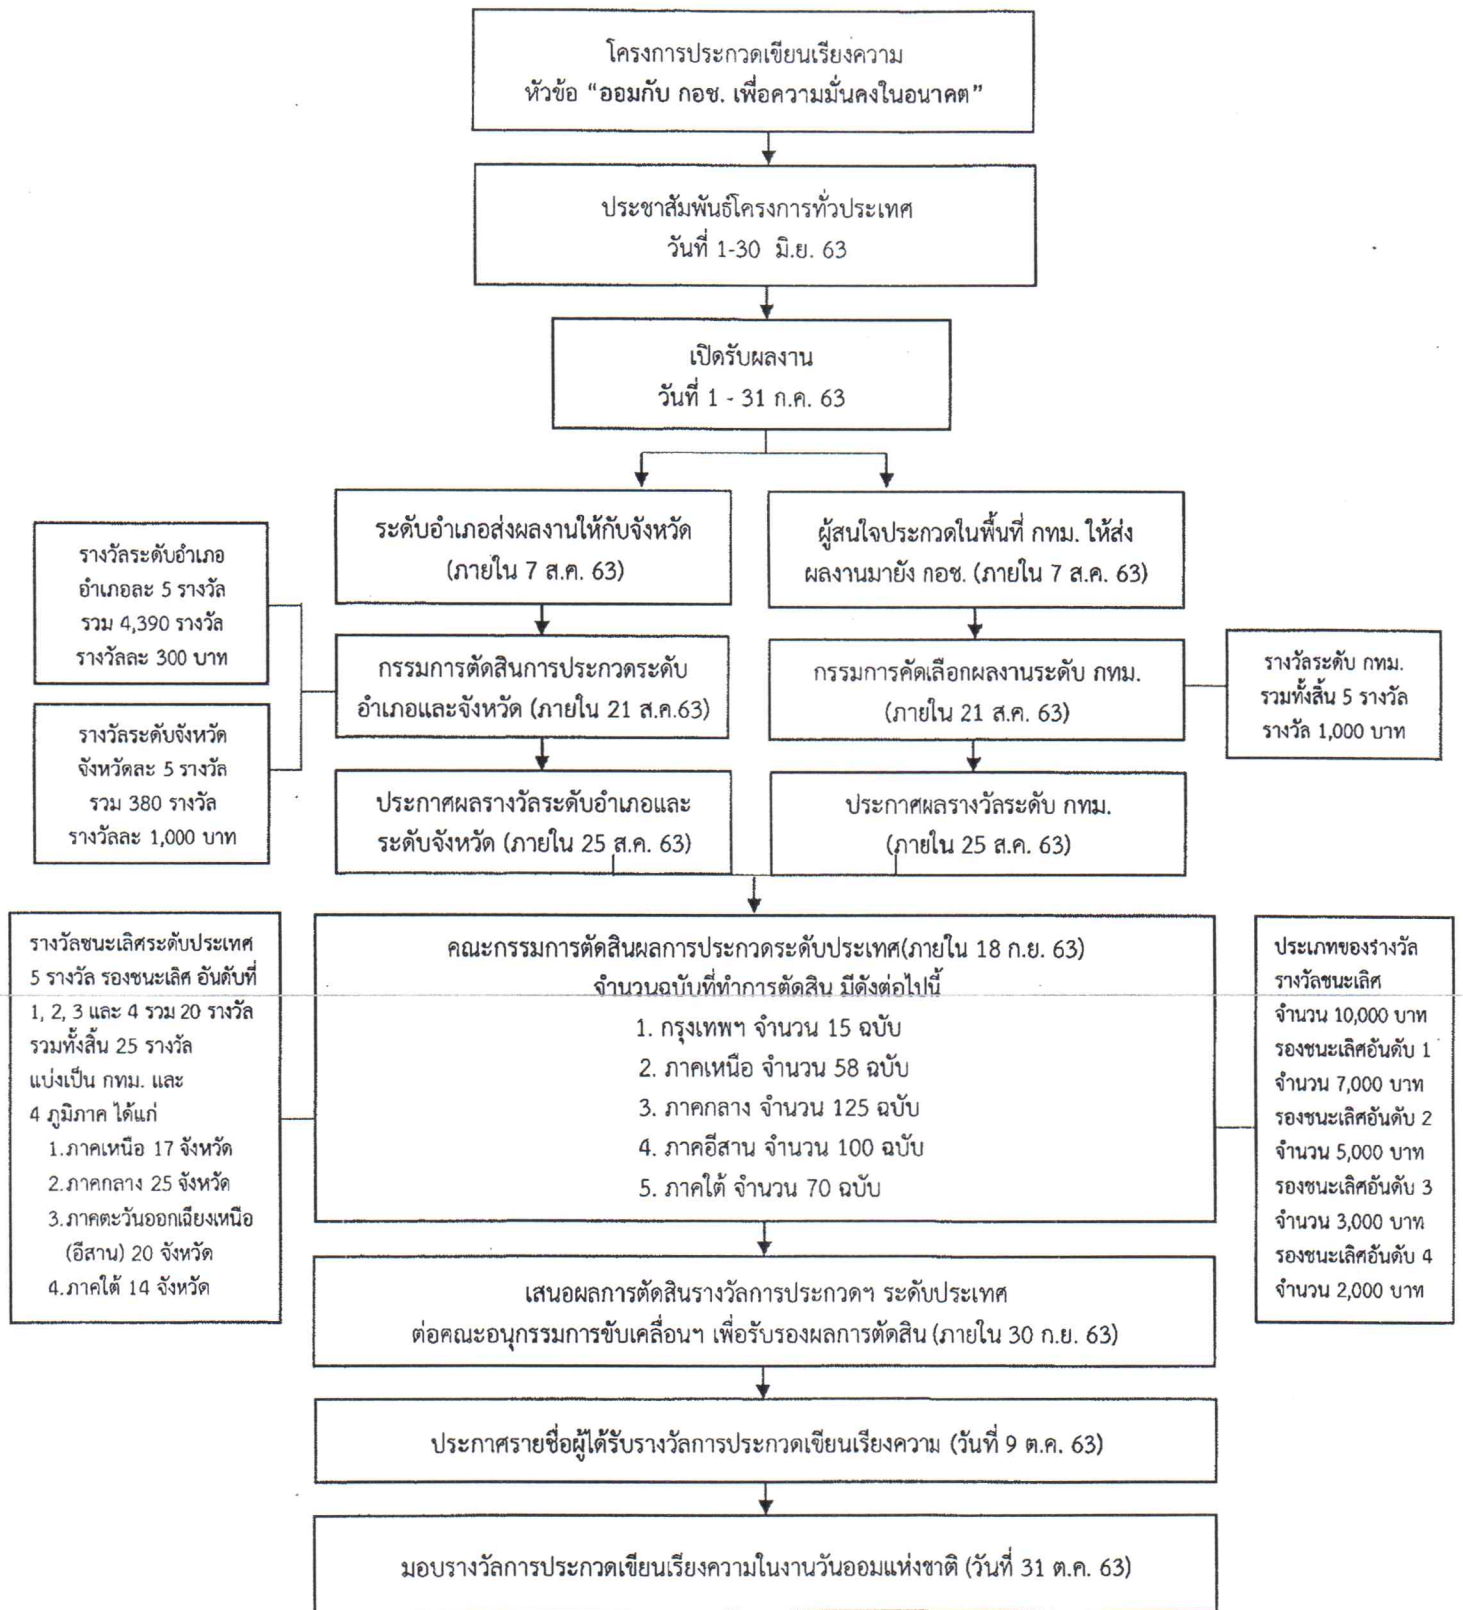 โครงการประกวดเขียนเรียงความ
หัวข้อ “ออมกับ กอช. เพื่อความมั่นคงในอนาคต”
ประชาสัมพันธ์โครงการทั่วประเทศ
วันที่ 1-30 มิ.ย. 63
เปิดรับผลงาน
วันที่ 1 - 31 ก.ค. 63
ระดับอำเภอส่งผลงานให้กับจังหวัด
(ภายใน 7 ส.ค. 63)
ผู้สนใจประกวดในพื้นที่ กทม. ให้ส่ง
ผลงานมายัง กอช. (ภายใน 7 ส.ค. 63)
รางวัลระดับอำเภอ
อำเภอละ 5 รางวัล
รวม 4,390 รางวัล
รางวัลละ 300 บาท
กรรมการตัดสินการประกวดระดับ
อำเภอและจังหวัด (ภายใน 21 ส.ค.63)
กรรมการคัดเลือกผลงานระดับ กทม.
(ภายใน 21 ส.ค. 63)
รางวัลระดับ กทม.
รวมทั้งสิ้น 5 รางวัล
รางวัล 1,000 บาท
รางวัลระดับจังหวัด
จังหวัดละ 5 รางวัล
รวม 380 รางวัล
รางวัลละ 1,000 บาท
ประกาศผลรางวัลระดับอำเภอและ
ระดับจังหวัด (ภายใน 25 ส.ค. 63)
ประกาศผลรางวัลระดับ กทม.
(ภายใน 25 ส.ค. 63)
รางวัลชนะเลิศระดับประเทศ
5 รางวัล รองชนะเลิศ อันดับที่
1, 2, 3 และ 4 รวม 20 รางวัล
รวมทั้งสิ้น 25 รางวัล
แบ่งเป็น กทม. และ
4 ภูมิภาค ได้แก่
1.ภาคเหนือ 17 จังหวัด
2.ภาคกลาง 25 จังหวัด
3.ภาคตะวันออกเฉียงเหนือ
(อีสาน) 20 จังหวัด
4.ภาคใต้ 14 จังหวัด
คณะกรรมการตัดสินผลการประกวดระดับประเทศ(ภายใน 18 ก.ย. 63)
จำนวนฉบับที่ทำการตัดสิน มีดังต่อไปนี้
1. กรุงเทพฯ จำนวน 15 ฉบับ
2. ภาคเหนือ จำนวน 58 ฉบับ
3. ภาคกลาง จำนวน 125 ฉบับ
4. ภาคอีสาน จำนวน 100 ฉบับ
5. ภาคใต้ จำนวน 70 ฉบับ
ประเภทของรางวัล
รางวัลชนะเลิศ
จำนวน 10,000 บาท
รองชนะเลิศอันดับ 1
จำนวน 7,000 บาท
รองชนะเลิศอันดับ 2
จำนวน 5,000 บาท
รองชนะเลิศอันดับ 3
จำนวน 3,000 บาท
รองชนะเลิศอันดับ 4
จำนวน 2,000 บาท
เสนอผลการตัดสินรางวัลการประกวดฯ ระดับประเทศ
ต่อคณะอนุกรรมการขับเคลื่อนฯ เพื่อรับรองผลการตัดสิน (ภายใน 30 ก.ย. 63)
ประกาศรายชื่อผู้ได้รับรางวัลการประกวดเขียนเรียงความ (วันที่ 9 ต.ค. 63)
มอบรางวัลการประกวดเขียนเรียงความในงานวันออมแห่งชาติ (วันที่ 31 ต.ค. 63)